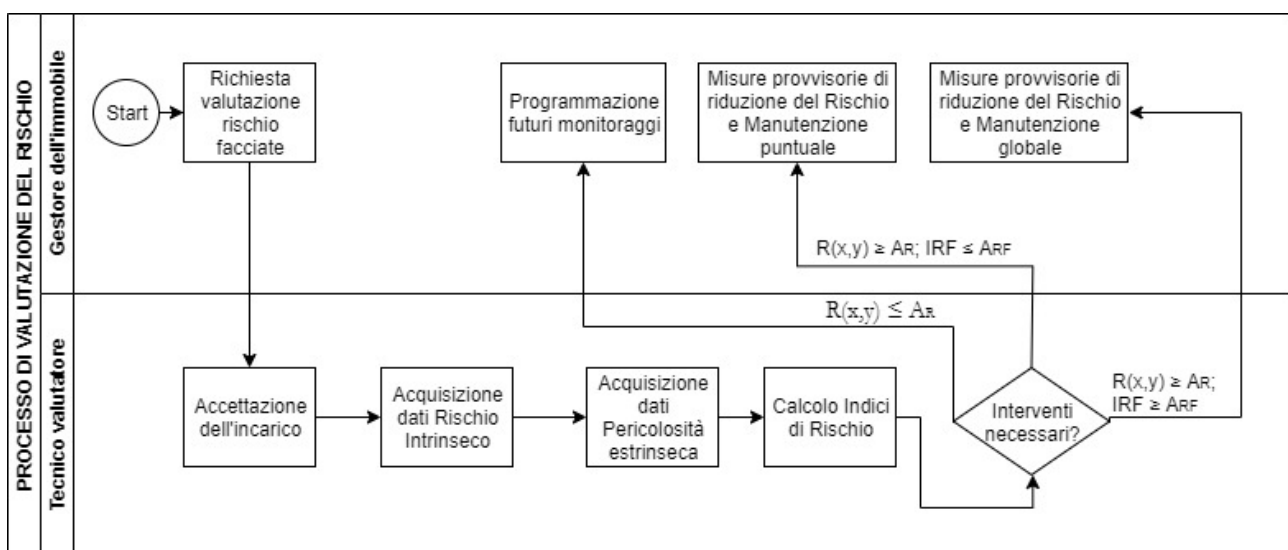 PROCESSO DI VALUTAZIONE DEL RISCHIO
Gestore dell'immobile
Start
Richiesta
valutazione
rischio
facciate
Programmazione
futuri monitoraggi
Misure provvisorie di
riduzione del Rischio
e Manutenzione
puntuale
Misure provvisorie di
riduzione del Rischio
e Manutenzione
globale
R(x,y) ≥ AR; IRF ≤ ARF
Tecnico valutatore
R(x,y) ≤ AR
Accettazione
dell'incarico
Acquisizione
dati Rischio
Intrinseco
Acquisizione
dati
Pericolosità
estrinseca
Calcolo Indici
di Rischio
Interventi
necessari?
R(x,y) ≥ AR;
IRF ≥ ARF